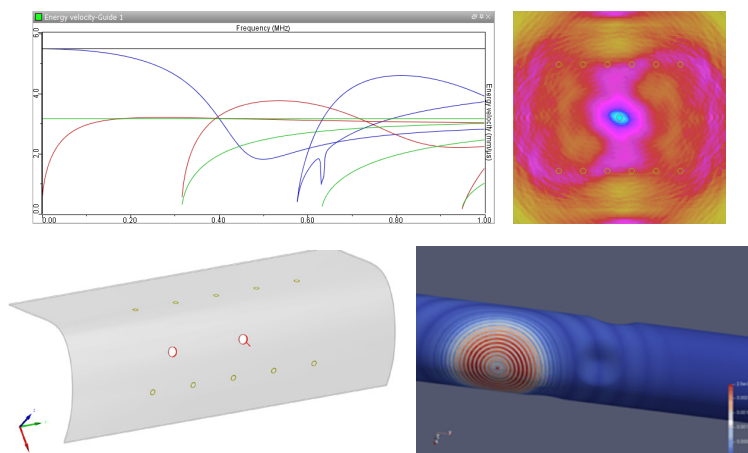 Energy velocity-Guide 1
Frequency (MHz)
6.0
4.0
2.0
0.0
Energy velocity (mm/µs)
0.00 0.20 0.40 0.60 0.80 1.00